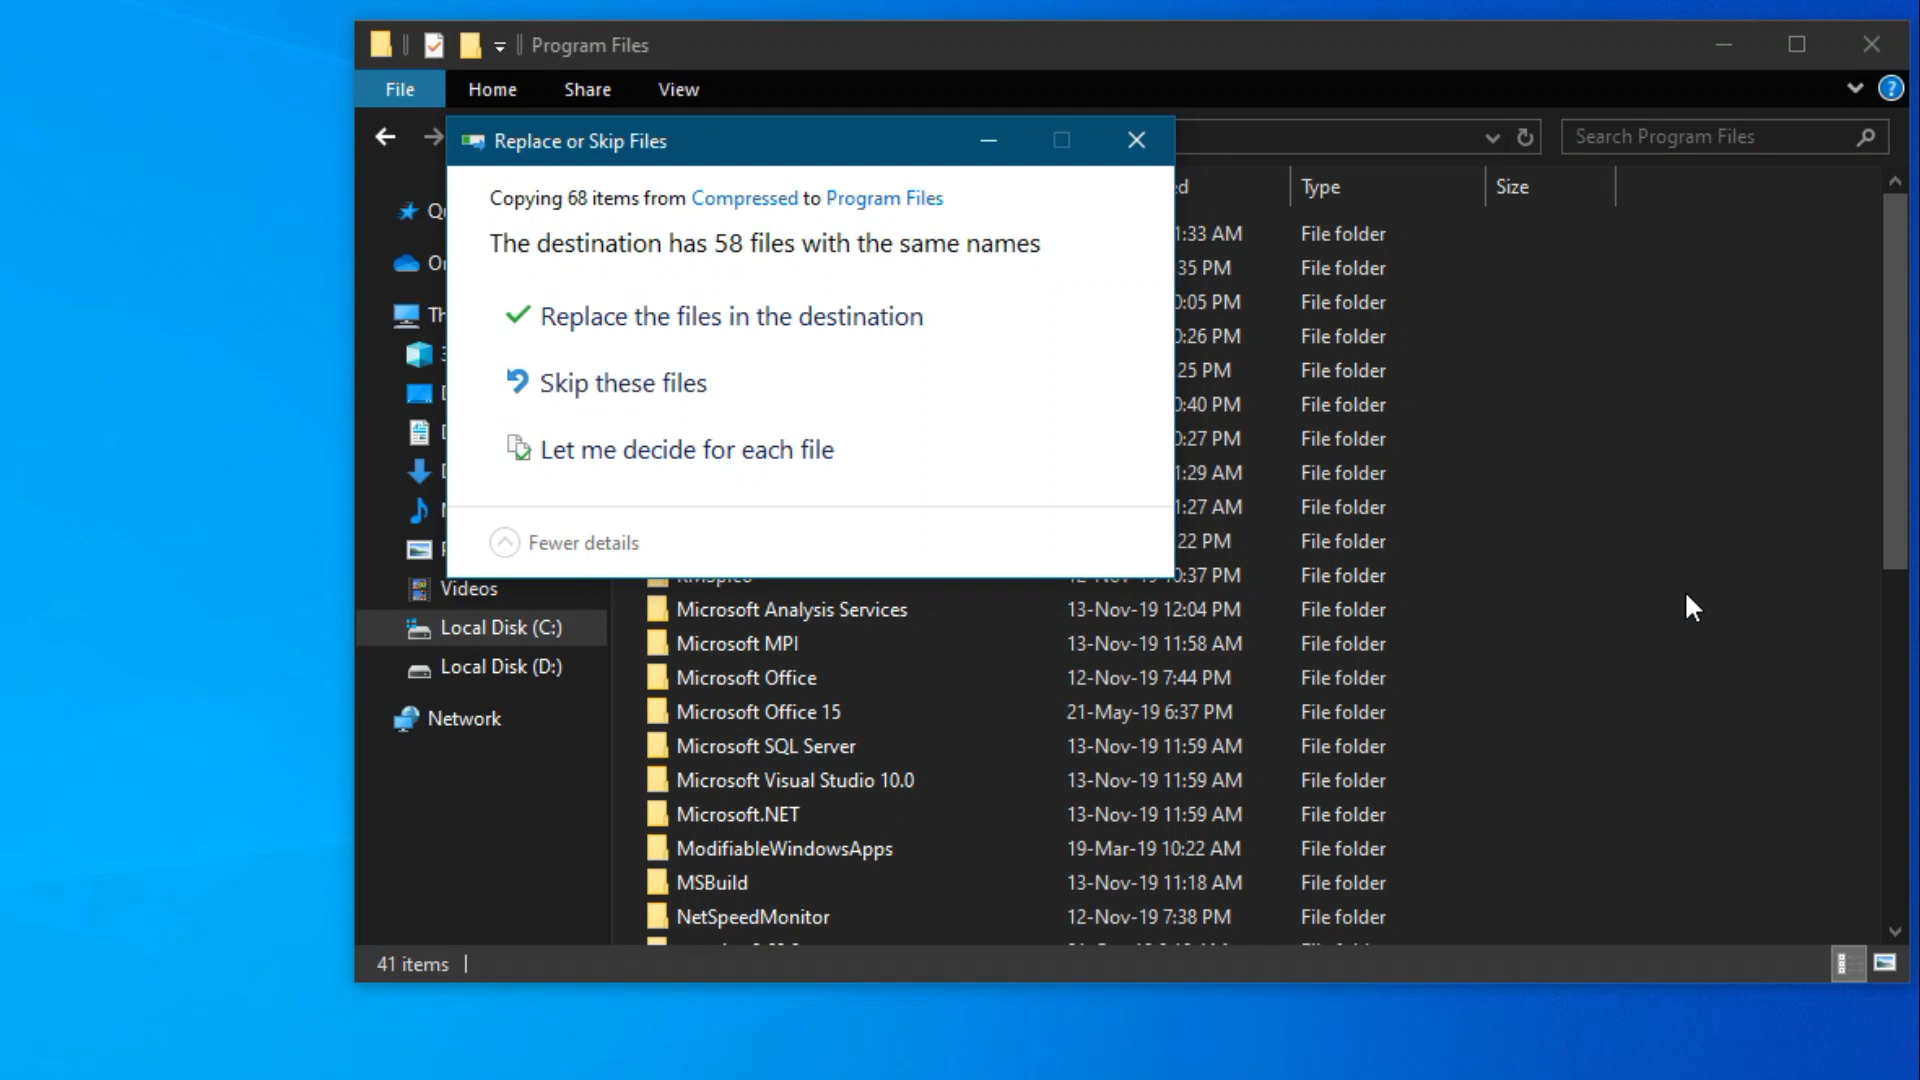 Program Files
File
Home
Share
View
?
Replace or Skip Files
Search Program Files
Copying 68 items from Compressed to Program Files
The destination has 58 files with the same names
Replace the files in the destination
Skip these files
Let me decide for each file
Fewer details
Type
Size
1:33 AM File folder
:35 PM File folder
0:05 PM File folder
0:26 PM File folder
:25 PM File folder
0:40 PM File folder
0:27 PM File folder
1:29 AM File folder
1:27 AM File folder
:22 PM File folder
0:37 PM File folder
Videos
Local Disk (C:)
Local Disk (D:)
Network
Microsoft Analysis Services 13-Nov-19 12:04 PM File folder
Microsoft MPI 13-Nov-19 11:58 AM File folder
Microsoft Office 12-Nov-19 7:44 PM File folder
Microsoft Office 15 21-May-19 6:37 PM File folder
Microsoft SQL Server 13-Nov-19 11:59 AM File folder
Microsoft Visual Studio 10.0 13-Nov-19 11:59 AM File folder
Microsoft.NET 13-Nov-19 11:59 AM File folder
ModifiableWindowsApps 19-Mar-19 10:22 AM File folder
MSBuild 13-Nov-19 11:18 AM File folder
NetSpeedMonitor 12-Nov-19 7:38 PM File folder
41 items